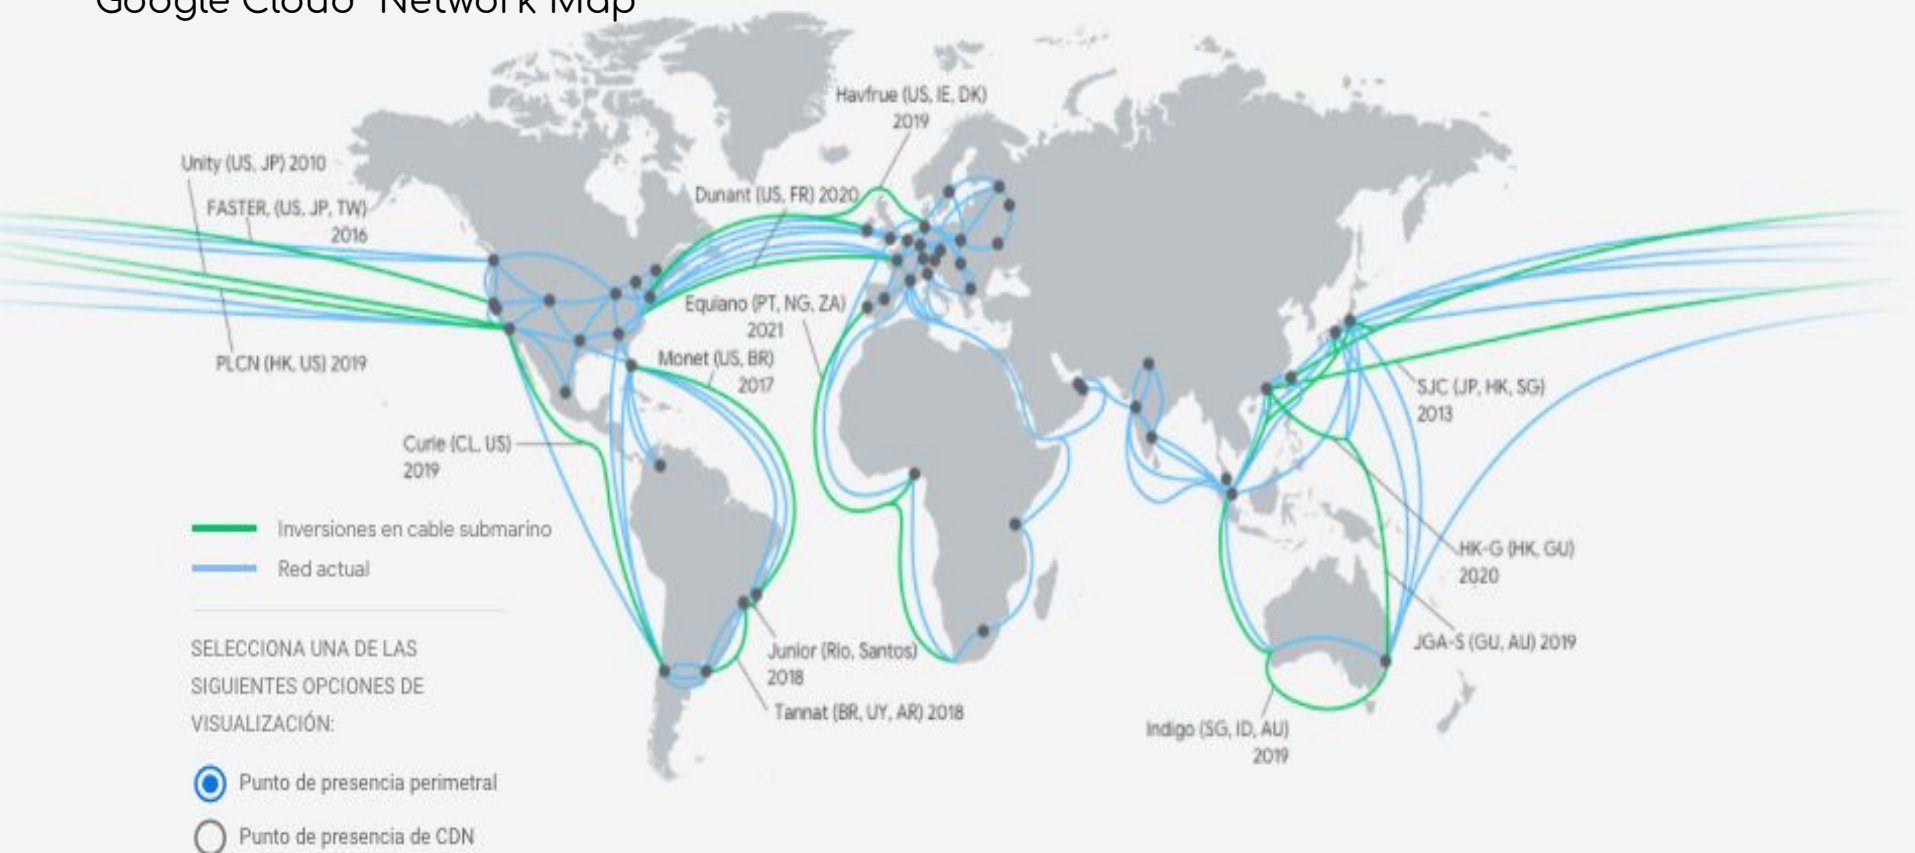 Google Cloud Network Map
Havfrue (US, IE, DK)
2019
Unity (US, JP) 2010
Dunant (US, FR) 2020
FASTER, (US, JP, TW)
2016
Equiano (PT, NG, ZA)
2021
PLCN (HK, US) 2019
Monet (US, BR)
2017
SJC (JP, HK, SG)
2013
Curie (CL, US)
2019
Inversiones en cable submarino
Red actual
HK-G (HK, GU)
2020
JGA-S (GU, AU) 2019
Junior (Rio, Santos)
2018
Tannat (BR, UY, AR) 2018
Indigo (SG, ID, AU)
2019
SELECCIONA UNA DE LAS
SIGUIENTES OPCIONES DE
VISUALIZACIÓN:
Punto de presencia perimetral
Punto de presencia de CDN